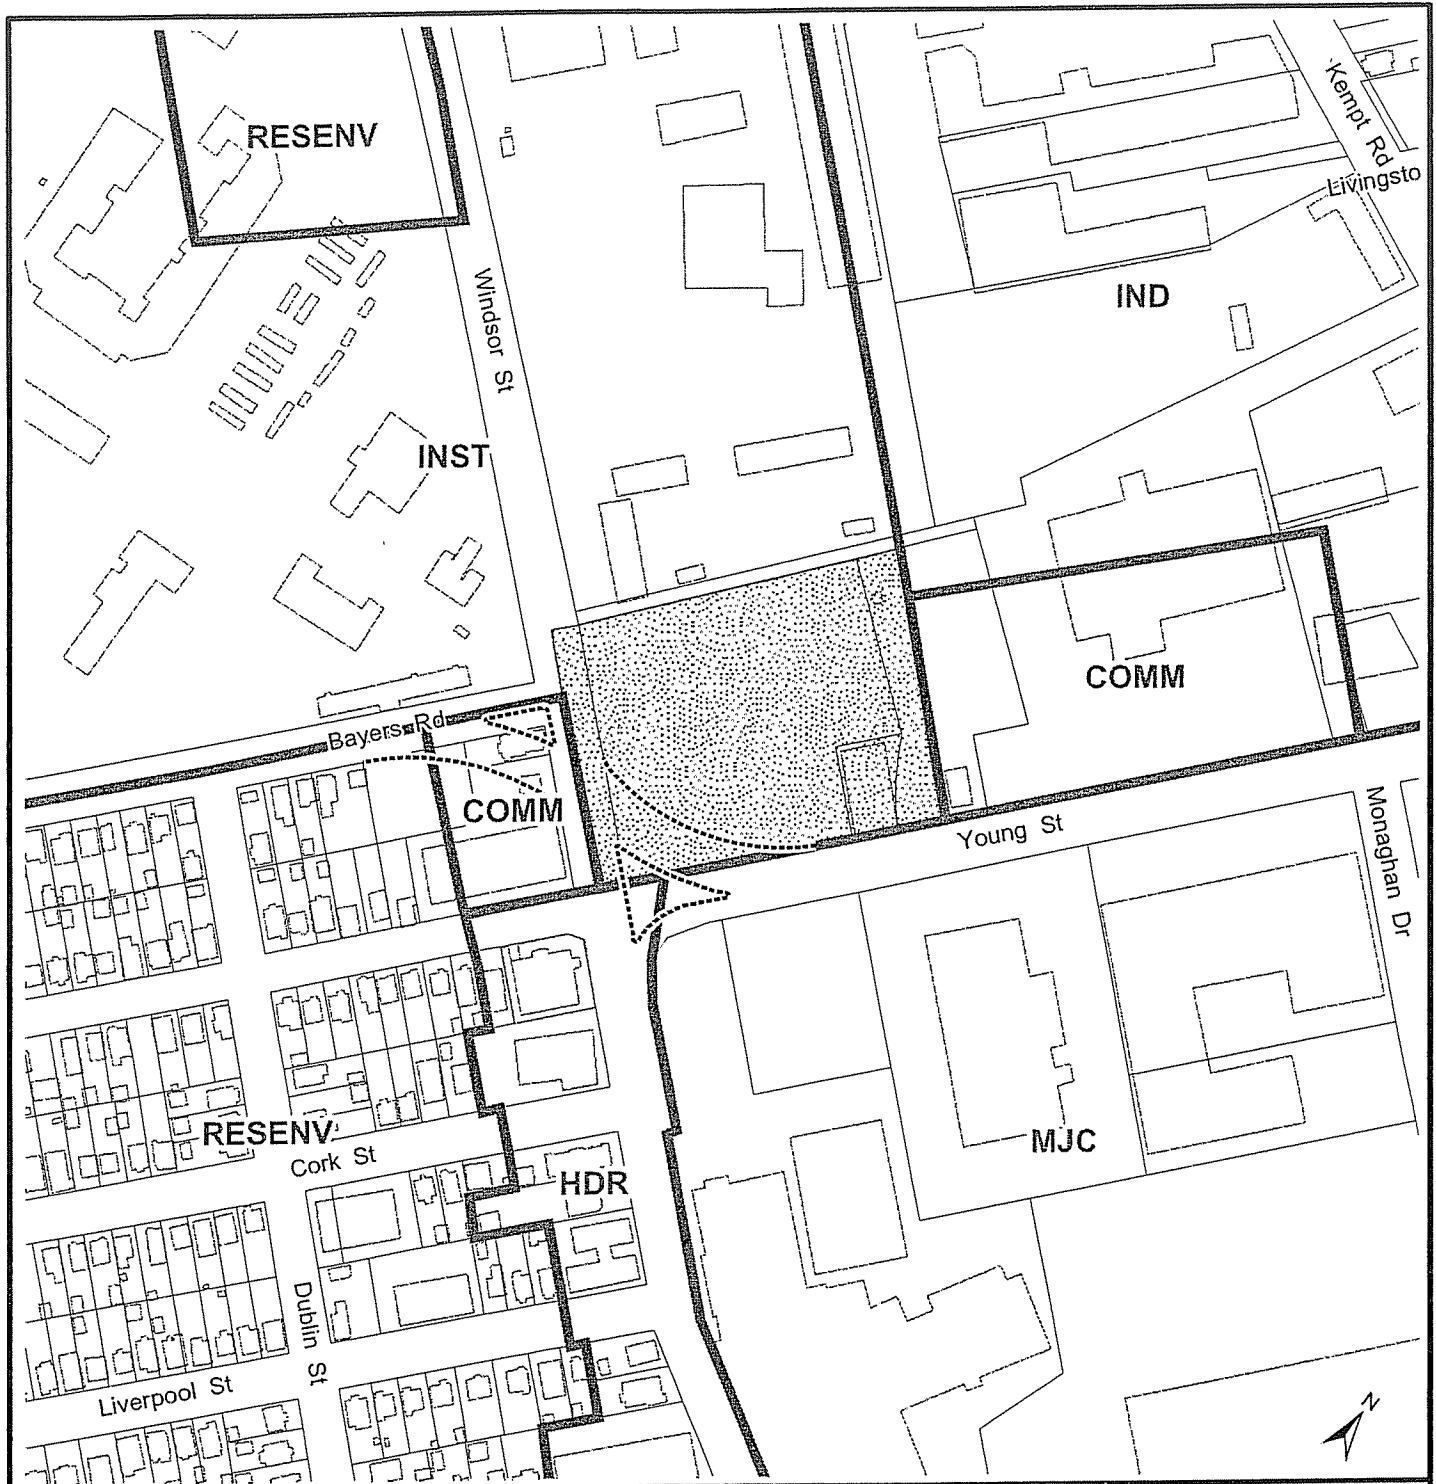 RESENV
Kempt Rd
Livingsto
Windsor St
IND
INST
COMM
Bayers Rd
COMM
Young St
Monaghan Dr
RESENV
Cork St
MJC
HDR
Dublin St
Liverpool St
N